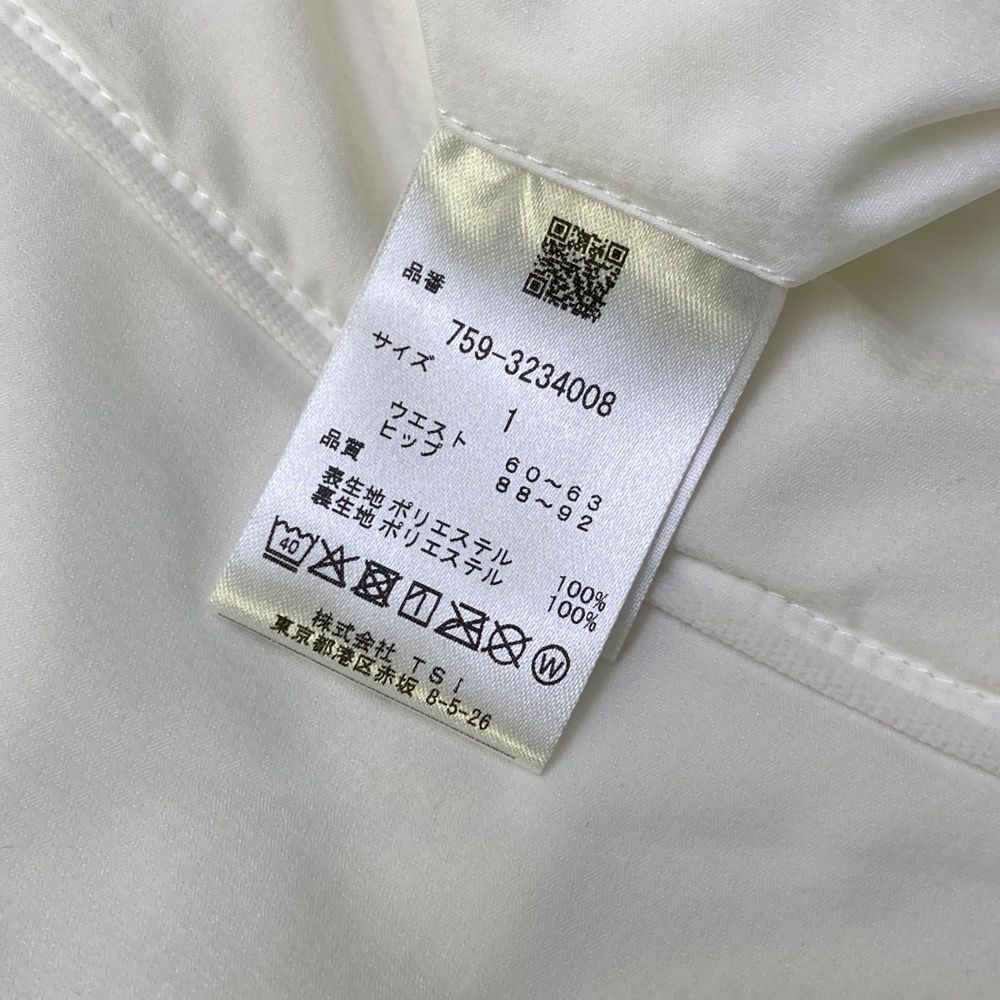 品番
759-3234008
サイズ
1
ウエスト 60～63
ヒップ 88～92
品質
表生地 ポリエステル 100%
裏生地 ポリエステル 100%
40
W
株式会社 TSI
東京都港区赤坂 8-5-26